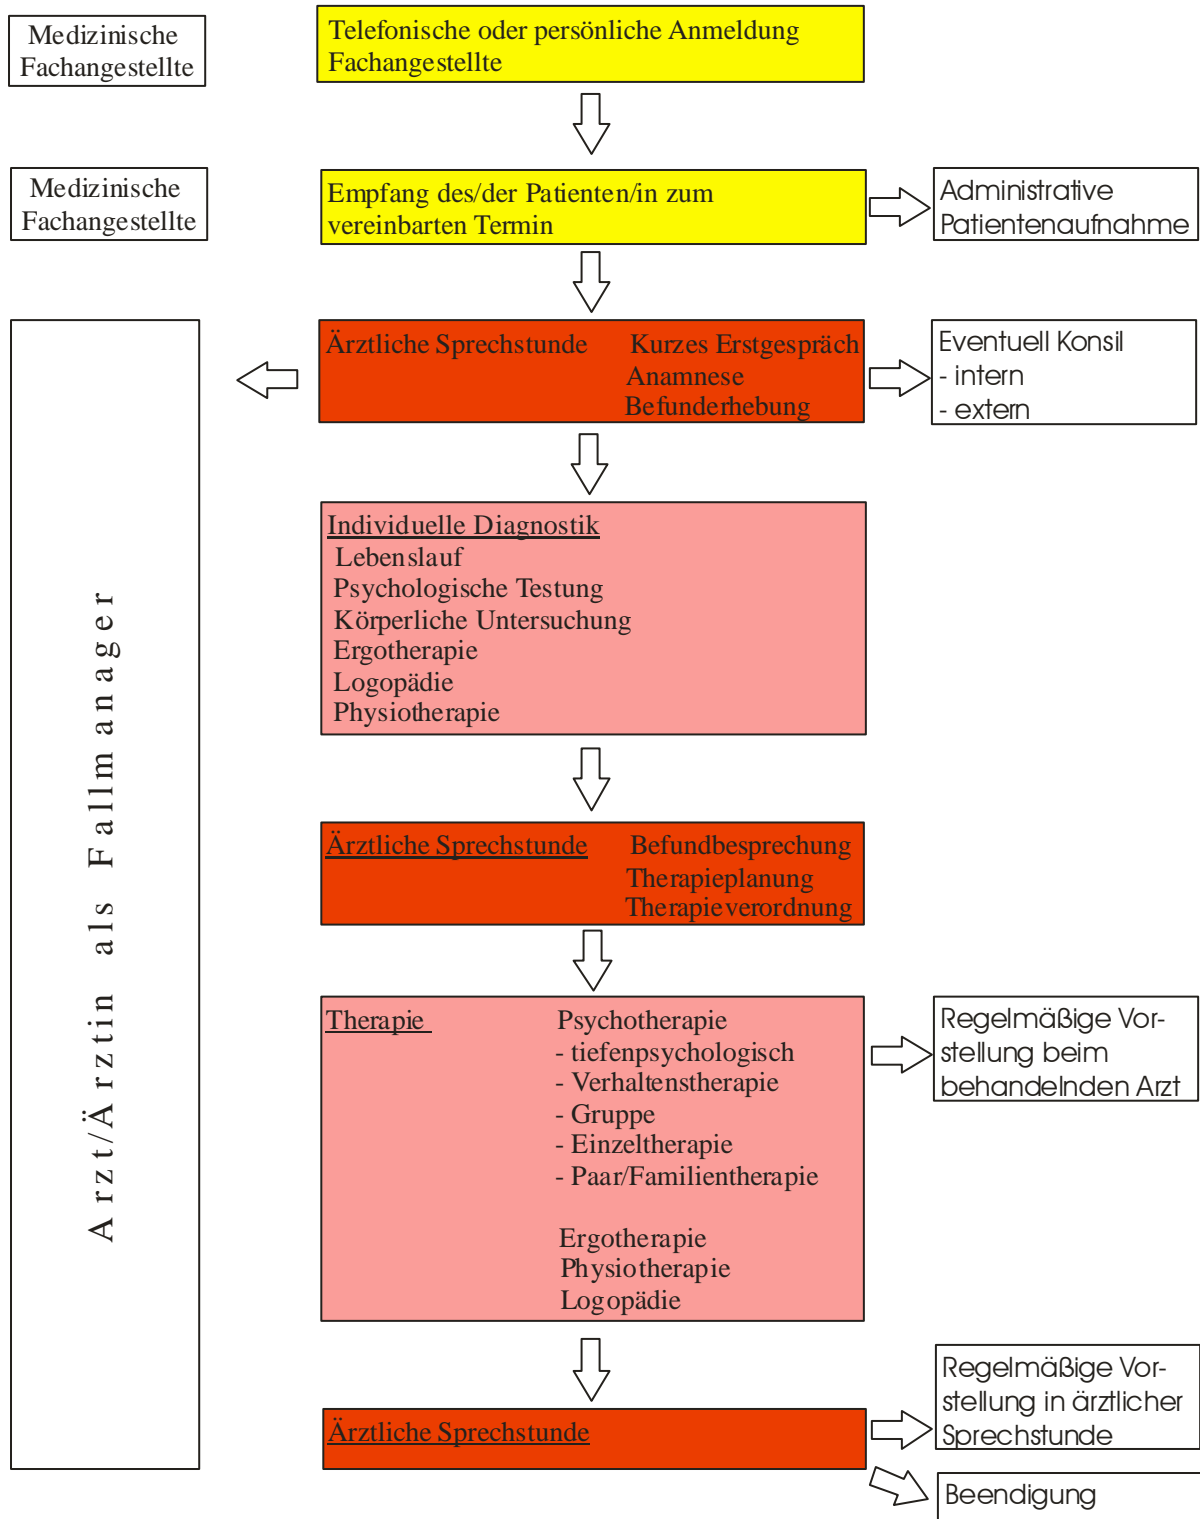 Medizinische
Fachangestellte
Telefonische oder persönliche Anmeldung
Fachangestellte
Medizinische
Fachangestellte
Empfang des/der Patienten/in zum
vereinbarten Termin
Administrative
Patientenaufnahme
Arzt/Ärztin als Fallmanager
Ärztliche Sprechstunde Kurzes Erstgespräch
Anamnese
Befunderhebung
Eventuell Konsil
- intern
- extern
Individuelle Diagnostik
Lebenslauf
Psychologische Testung
Körperliche Untersuchung
Ergotherapie
Logopädie
Physiotherapie
Ärztliche Sprechstunde Befundbesprechung
Therapieplanung
Therapieverordnung
Therapie Psychotherapie
- tiefenpsychologisch
- Verhaltenstherapie
- Gruppe
- Einzeltherapie
- Paar/Familientherapie
Ergotherapie
Physiotherapie
Logopädie
Regelmäßige Vor-
stellung beim
behandelnden Arzt
Ärztliche Sprechstunde
Regelmäßige Vor-
stellung in ärztlicher
Sprechstunde
Beendigung